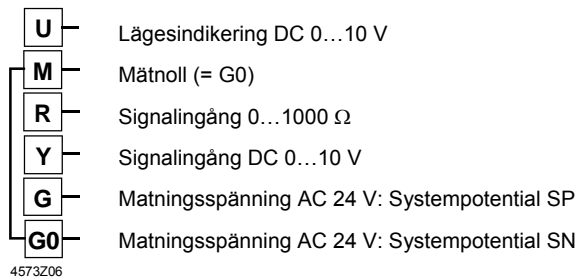 U Lägesindikering DC 0…10 V
M Mätnoll (= G0)
R Signalingång 0…1000 Ω
Y Signalingång DC 0…10 V
G Matningsspänning AC 24 V: Systempotential SP
G0 Matningsspänning AC 24 V: Systempotential SN
4573Z06